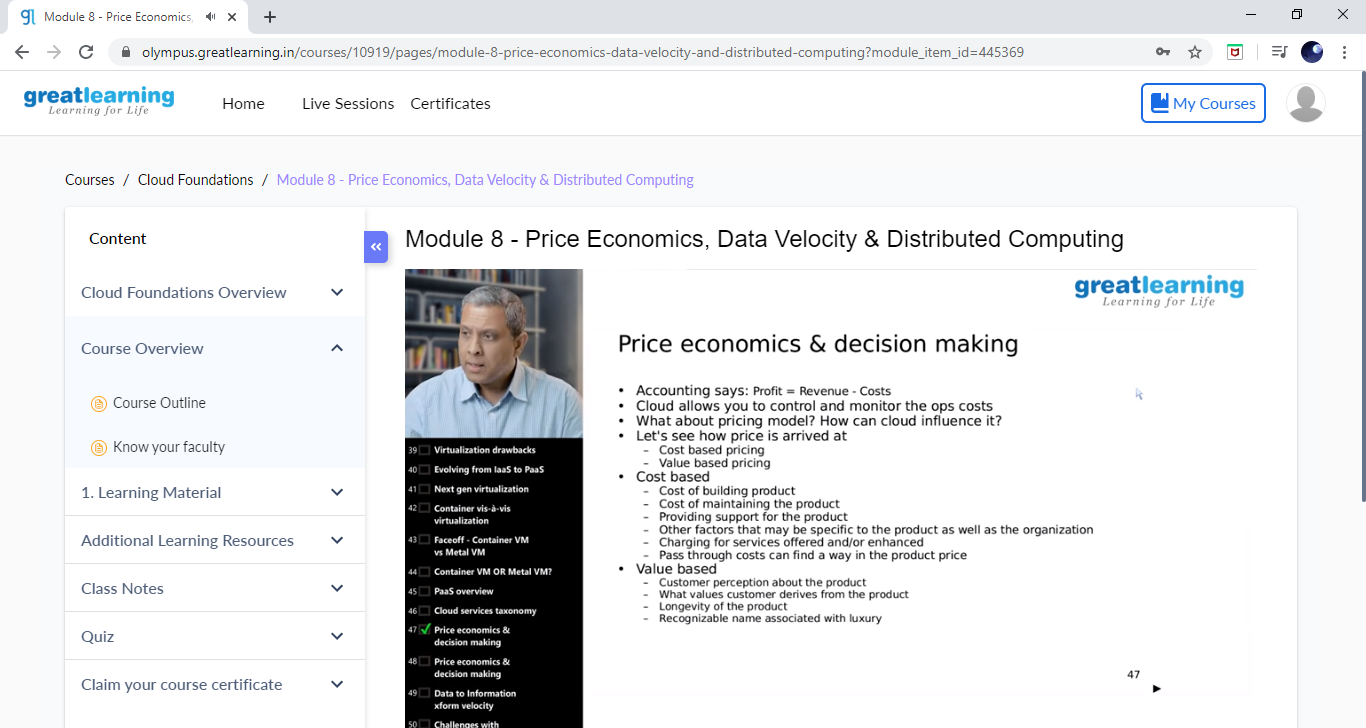 Module 8 - Price Economics,
olympus.greatlearning.in/courses/10919/pages/module-8-price-economics-data-velocity-and-distributed-computing?module_item_id=445369
greatlearning
Learning for Life
Home
Live Sessions
Certificates
My Courses
Courses / Cloud Foundations / Module 8 - Price Economics, Data Velocity & Distributed Computing
Content
Cloud Foundations Overview
Course Overview
Course Outline
Know your faculty
1. Learning Material
Additional Learning Resources
Class Notes
Quiz
Claim your course certificate
«
Module 8 - Price Economics, Data Velocity & Distributed Computing
39 Virtualization drawbacks
40 Evolving from IaaS to PaaS
41 Next gen virtualization
42 Container vis-à-vis
virtualization
43 Faceoff - Container VM
vs Metal VM
44 Container VM OR Metal VM?
45 PaaS overview
46 Cloud services taxonomy
47 Price economics &
decision making
48 Price economics &
decision making
49 Data to Information
xform velocity
50 Challenges with
greatlearning
Learning for Life
Price economics & decision making
• Accounting says: Profit = Revenue - Costs
• Cloud allows you to control and monitor the ops costs
• What about pricing model? How can cloud influence it?
• Let's see how price is arrived at
- Cost based pricing
- Value based pricing
• Cost based
- Cost of building product
- Cost of maintaining the product
- Providing support for the product
- Other factors that may be specific to the product as well as the organization
- Charging for services offered and/or enhanced
- Pass through costs can find a way in the product price
• Value based
- Customer perception about the product
- What values customer derives from the product
- Longevity of the product
- Recognizable name associated with luxury
47